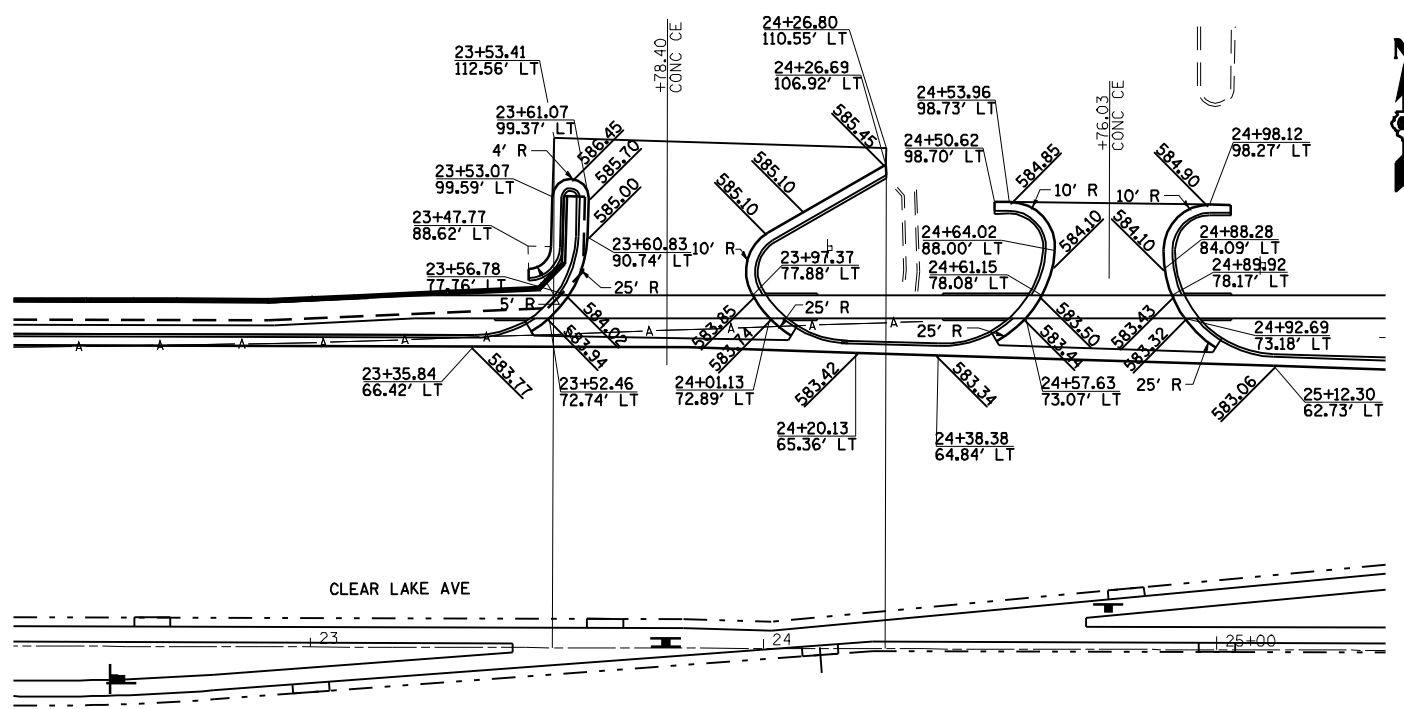 24+26.80
110.55' LT
23+53.41
112.56' LT
+78.40
CONC CE
24+26.69
106.92' LT
N
24+53.96
98.73' LT
+76.03
CONC CE
23+61.07
99.37' LT
4' R
586.45
585.70
585.00
585.45
24+50.62
98.70' LT
584.85
584.90
24+98.12
98.27' LT
23+53.07
99.59' LT
585.10
585.10
10' R
10' R
23+47.77
88.62' LT
23+60.83
90.74' LT
10' R
24+64.02
88.00' LT
584.10
584.10
24+88.28
84.09' LT
23+56.78
77.76' LT
23+97.37
77.88' LT
24+61.15
78.08' LT
24+89.92
78.17' LT
25' R
5' R
25' R
25' R
584.02
583.94
583.85
583.74
583.50
583.44
583.43
583.32
24+92.69
73.18' LT
A
A
A
A
A
A
A
A
A
A
A
23+35.84
66.42' LT
583.77
23+52.46
72.74' LT
24+01.13
72.89' LT
583.42
583.34
24+57.63
73.07' LT
25' R
583.06
25+12.30
62.73' LT
24+20.13
65.36' LT
24+38.38
64.84' LT
CLEAR LAKE AVE
23
24
25+00